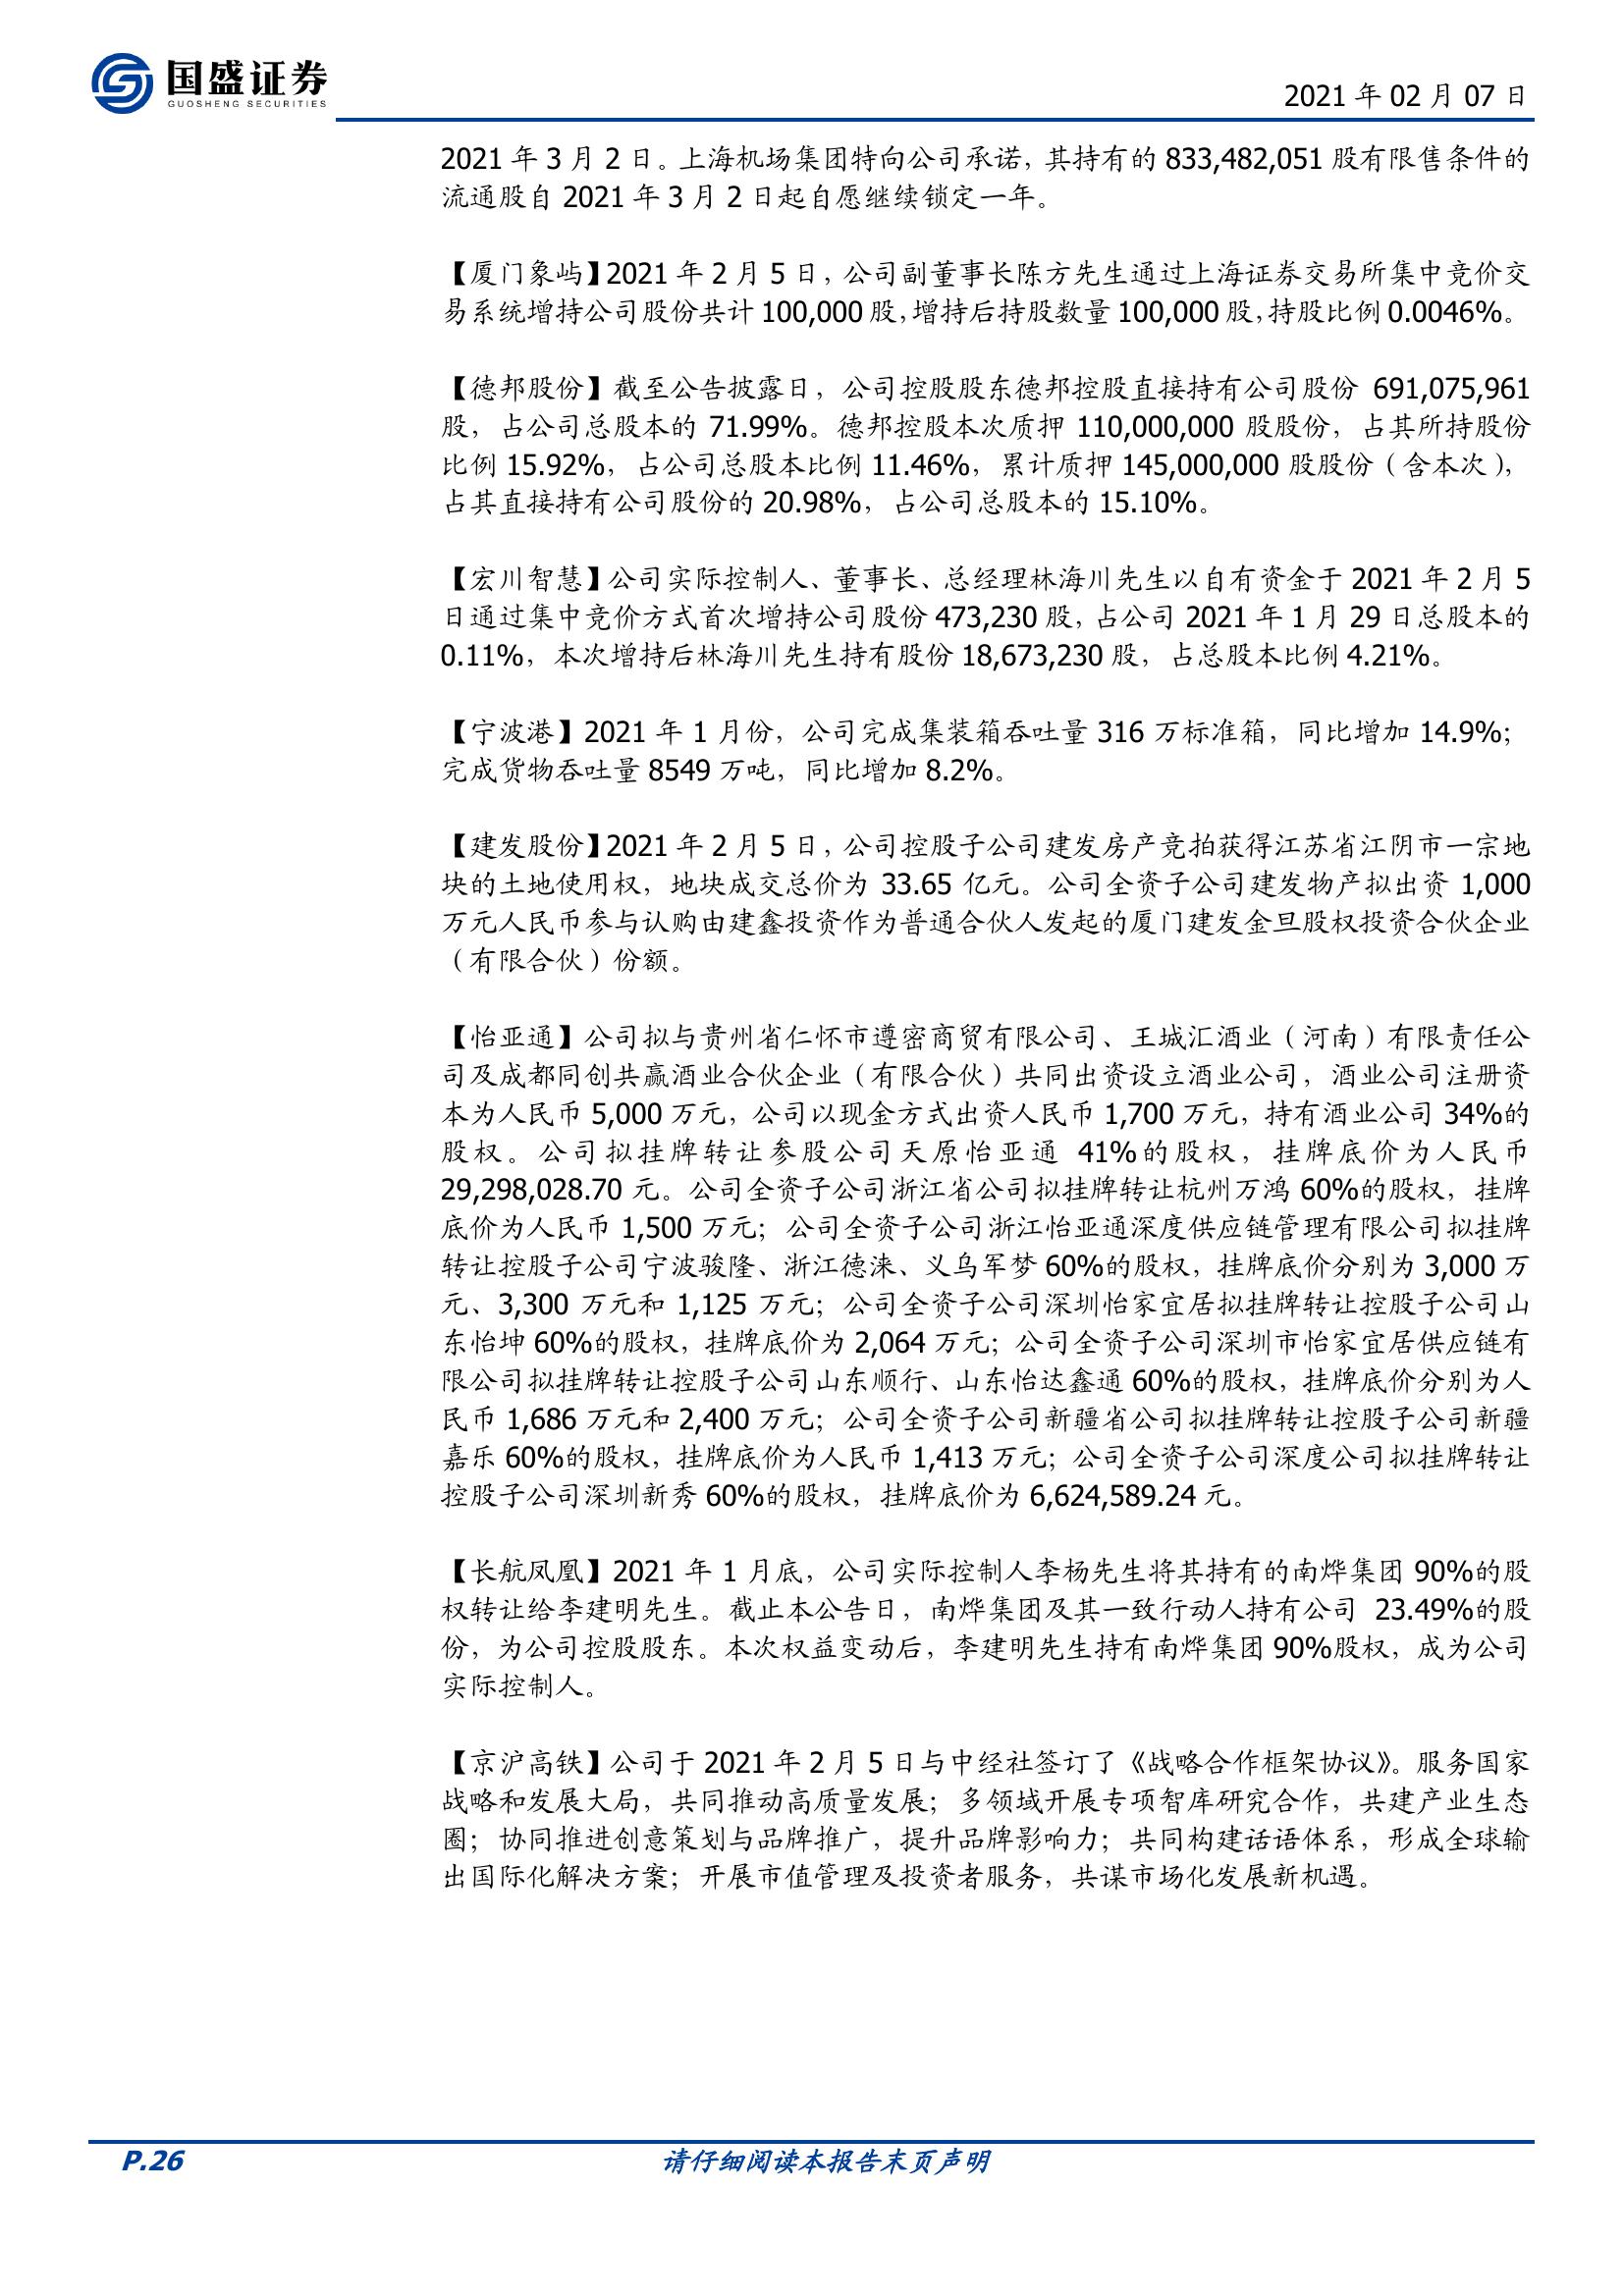 国盛证券
GUOSHENG SECURITIES
2021 年 02 月 07 日
2021 年 3 月 2 日。上海机场集团特向公司承诺，其持有的 833,482,051 股有限售条件的
流通股自 2021 年 3 月 2 日起自愿继续锁定一年。
【厦门象屿】2021 年 2 月 5 日，公司副董事长陈方先生通过上海证券交易所集中竞价交
易系统增持公司股份共计 100,000 股，增持后持股数量 100,000 股，持股比例 0.0046%。
【德邦股份】截至公告披露日，公司控股股东德邦控股直接持有公司股份 691,075,961
股，占公司总股本的 71.99%。德邦控股本次质押 110,000,000 股股份，占其所持股份
比例 15.92%，占公司总股本比例 11.46%，累计质押 145,000,000 股股份（含本次），
占其直接持有公司股份的 20.98%，占公司总股本的 15.10%。
【宏川智慧】公司实际控制人、董事长、总经理林海川先生以自有资金于 2021 年 2 月 5
日通过集中竞价方式首次增持公司股份 473,230 股，占公司 2021 年 1 月 29 日总股本的
0.11%，本次增持后林海川先生持有股份 18,673,230 股，占总股本比例 4.21%。
【宁波港】2021 年 1 月份，公司完成集装箱吞吐量 316 万标准箱，同比增加 14.9%；
完成货物吞吐量 8549 万吨，同比增加 8.2%。
【建发股份】2021 年 2 月 5 日，公司控股子公司建发房产竞拍获得江苏省江阴市一宗地
块的土地使用权，地块成交总价为 33.65 亿元。公司全资子公司建发物产拟出资 1,000
万元人民币参与认购由建鑫投资作为普通合伙人发起的厦门建发金旦股权投资合伙企业
（有限合伙）份额。
【怡亚通】公司拟与贵州省仁怀市遵密商贸有限公司、王城汇酒业（河南）有限责任公
司及成都同创共赢酒业合伙企业（有限合伙）共同出资设立酒业公司，酒业公司注册资
本为人民币 5,000 万元，公司以现金方式出资人民币 1,700 万元，持有酒业公司 34%的
股权。公司拟挂牌转让参股公司天原怡亚通 41%的股权，挂牌底价为人民币
29,298,028.70 元。公司全资子公司浙江省公司拟挂牌转让杭州万鸿 60%的股权，挂牌
底价为人民币 1,500 万元；公司全资子公司浙江怡亚通深度供应链管理有限公司拟挂牌
转让控股子公司宁波骏隆、浙江德涞、义乌军梦 60%的股权，挂牌底价分别为 3,000 万
元、3,300 万元和 1,125 万元；公司全资子公司深圳怡家宜居拟挂牌转让控股子公司山
东怡坤 60%的股权，挂牌底价为 2,064 万元；公司全资子公司深圳市怡家宜居供应链有
限公司拟挂牌转让控股子公司山东顺行、山东怡达鑫通 60%的股权，挂牌底价分别为人
民币 1,686 万元和 2,400 万元；公司全资子公司新疆省公司拟挂牌转让控股子公司新疆
嘉乐 60%的股权，挂牌底价为人民币 1,413 万元；公司全资子公司深度公司拟挂牌转让
控股子公司深圳新秀 60%的股权，挂牌底价为 6,624,589.24 元。
【长航凤凰】2021 年 1 月底，公司实际控制人李杨先生将其持有的南烨集团 90%的股
权转让给李建明先生。截止本公告日，南烨集团及其一致行动人持有公司 23.49%的股
份，为公司控股股东。本次权益变动后，李建明先生持有南烨集团 90%股权，成为公司
实际控制人。
【京沪高铁】公司于 2021 年 2 月 5 日与中经社签订了《战略合作框架协议》。服务国家
战略和发展大局，共同推动高质量发展；多领域开展专项智库研究合作，共建产业生态
圈；协同推进创意策划与品牌推广，提升品牌影响力；共同构建话语体系，形成全球输
出国际化解决方案；开展市值管理及投资者服务，共谋市场化发展新机遇。
P.26
请仔细阅读本报告末页声明